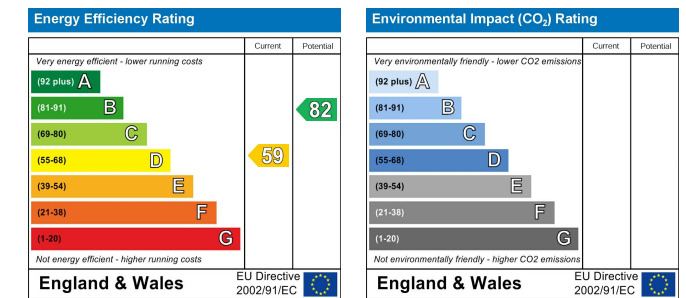 Energy Efficiency Rating
Current Potential
Very energy efficient - lower running costs
(92 plus) A
(81-91) B
82
(69-80) C
(55-68) D
59
(39-54) E
(21-38) F
(1-20) G
Not energy efficient - higher running costs
England & Wales
EU Directive
2002/91/EC
Environmental Impact (CO₂) Rating
Current Potential
Very environmentally friendly - lower CO2 emissions
(92 plus) A
(81-91) B
(69-80) C
(55-68) D
(39-54) E
(21-38) F
(1-20) G
Not environmentally friendly - higher CO2 emissions
England & Wales
EU Directive
2002/91/EC